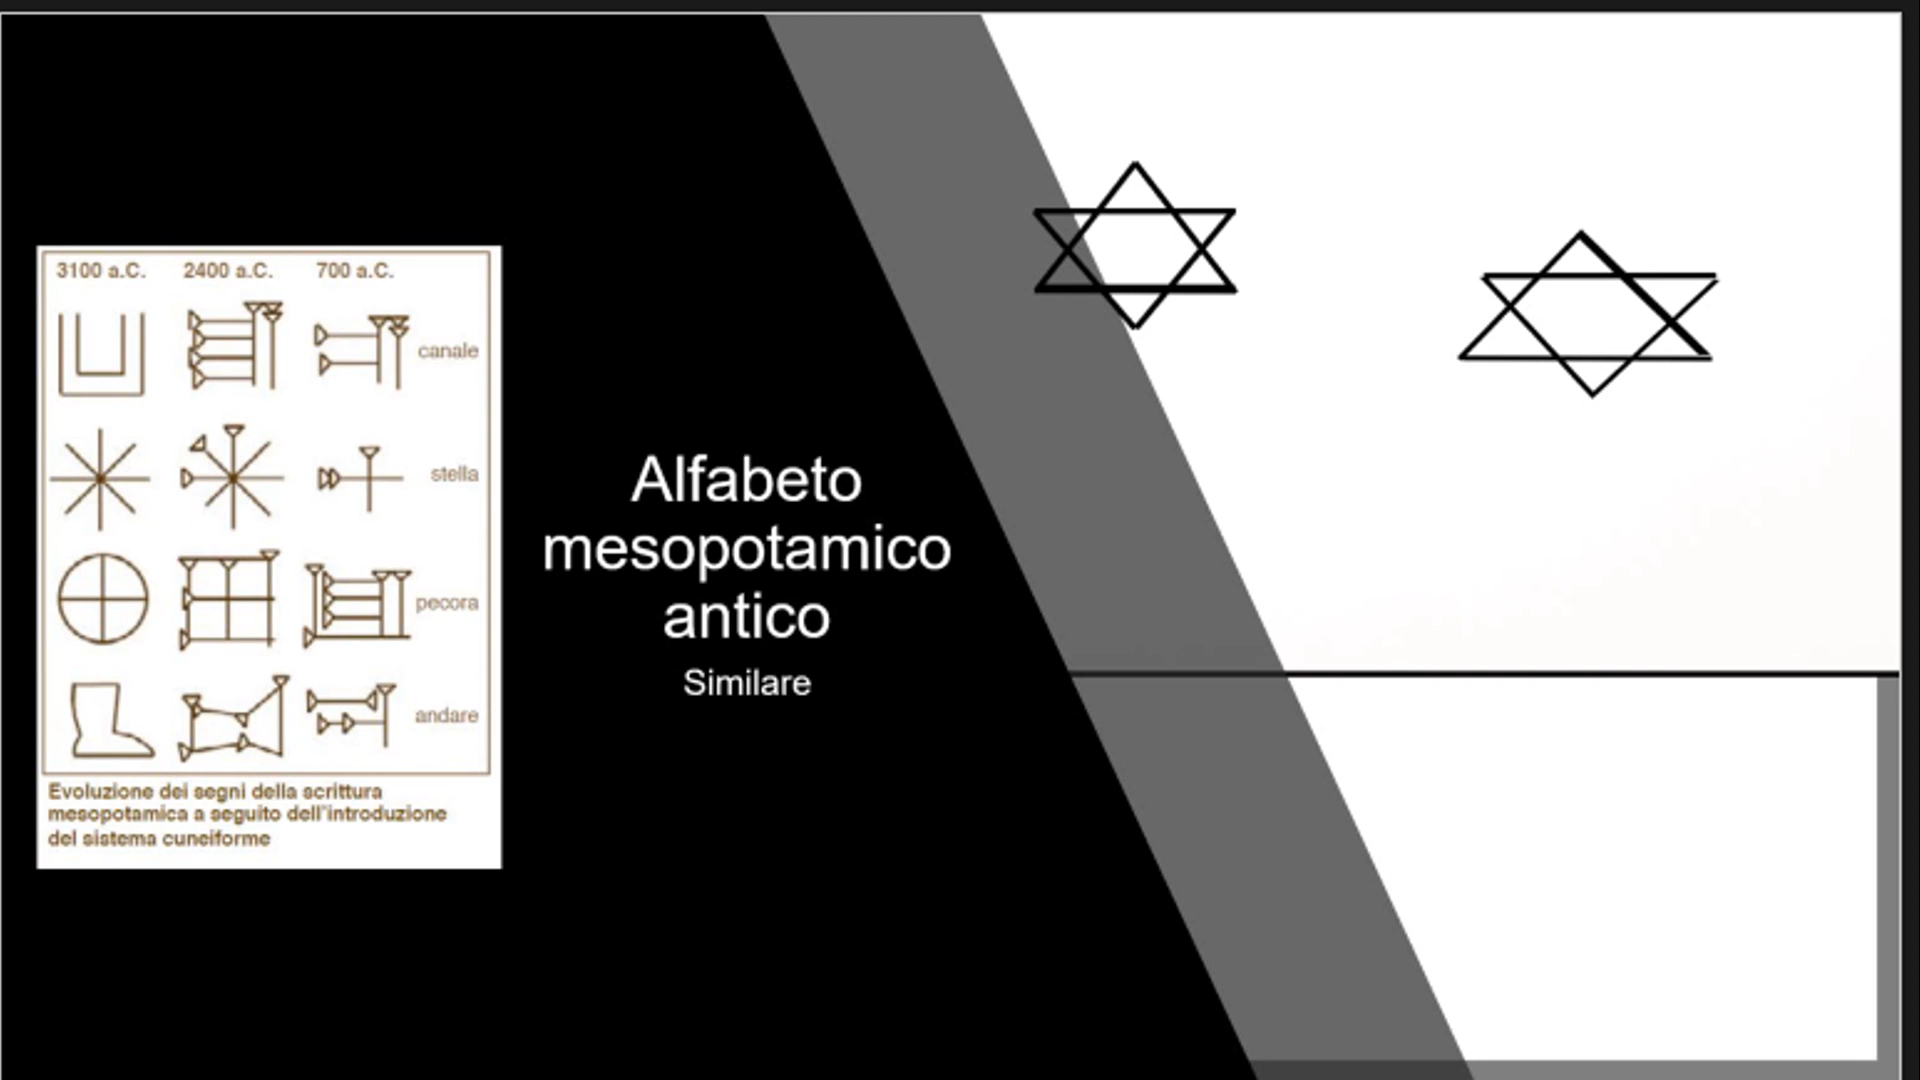 3100 a.C. 2400 a.C. 700 a.C.
canale
stella
pecora
andare
Evoluzione dei segni della scrittura
mesopotamica a seguito dell'introduzione
del sistema cuneiforme
Alfabeto
mesopotamico
antico
Similare